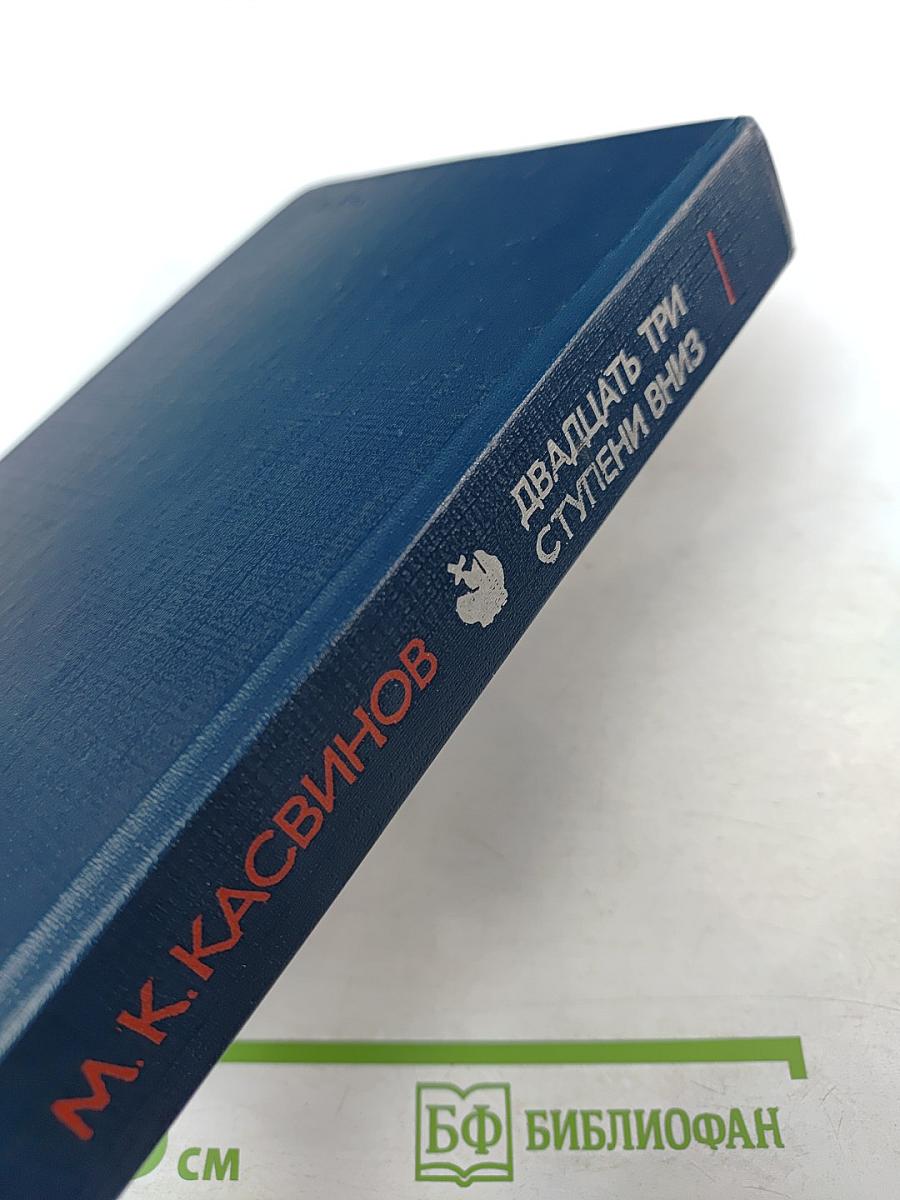 М. К. КАСВИНОВ
ДВАДЦАТЬ ТРИ
СТУПЕНИ ВНИЗ
см
БФ БИБЛИОФАН